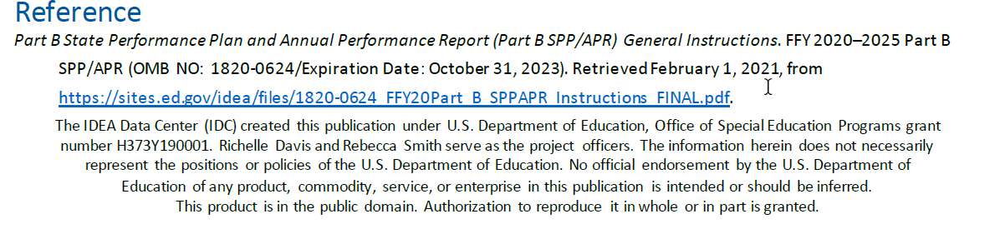 Reference
Part B State Performance Plan and Annual Performance Report (Part B SPP/APR) General Instructions. FFY 2020–2025 Part B
SPP/APR (OMB NO: 1820-0624/Expiration Date: October 31, 2023). Retrieved February 1, 2021, from
https://sites.ed.gov/idea/files/1820-0624_FFY20Part_B_SPPAPR_Instructions_FINAL.pdf.
The IDEA Data Center (IDC) created this publication under U.S. Department of Education, Office of Special Education Programs grant
number H373Y190001. Richelle Davis and Rebecca Smith serve as the project officers. The information herein does not necessarily
represent the positions or policies of the U.S. Department of Education. No official endorsement by the U.S. Department of
Education of any product, commodity, service, or enterprise in this publication is intended or should be inferred.
This product is in the public domain. Authorization to reproduce it in whole or in part is granted.